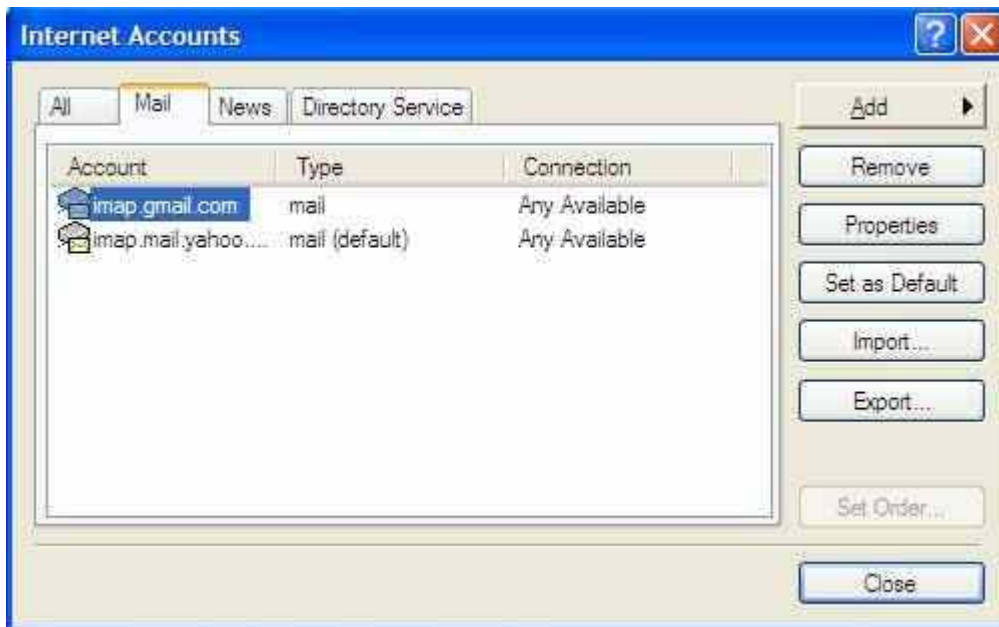 Internet Accounts
All Mail News Directory Service
Add
Account Type Connection
Remove
imap.gmail.com mail Any Available
imap.mail.yahoo.... mail (default) Any Available
Properties
Set as Default
Import...
Export...
Set Order...
Close